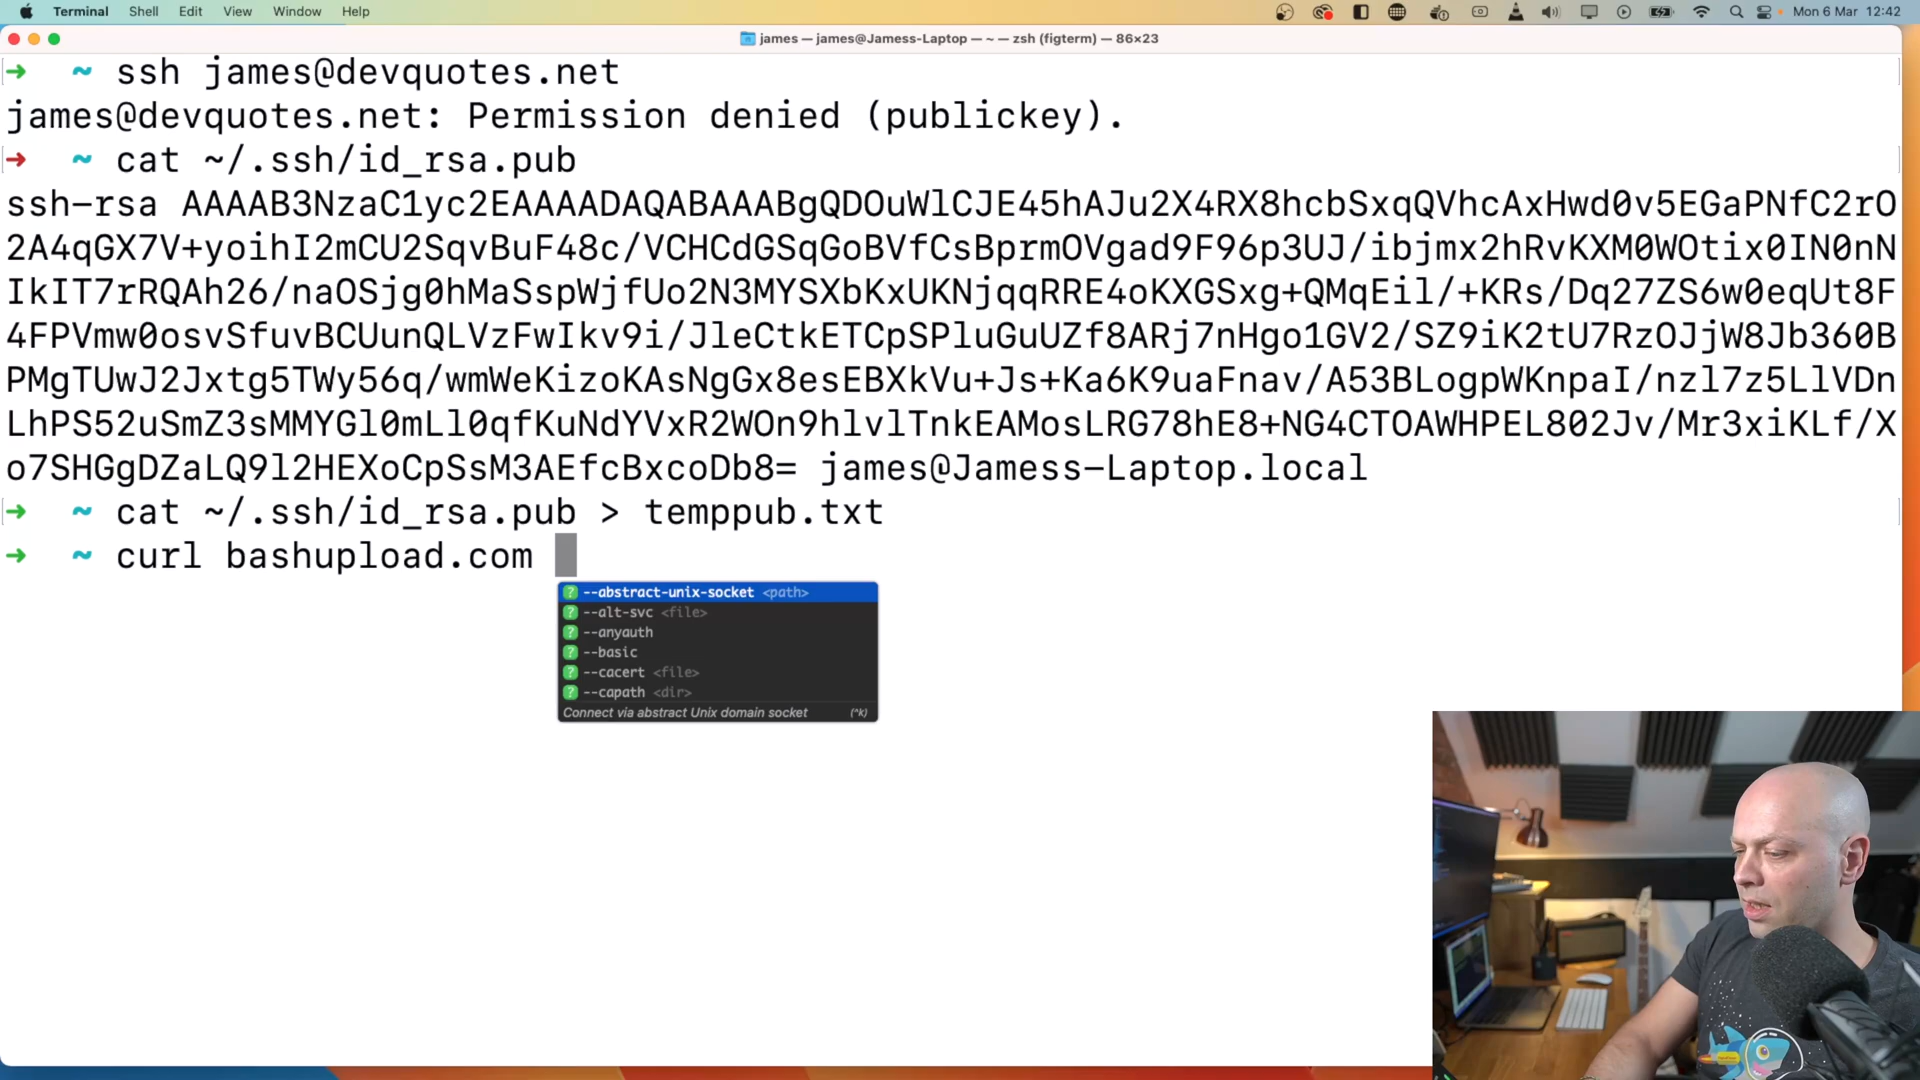 Terminal Shell Edit View Window Help Mon 6 Mar 12:42
james — james@Jamess-Laptop — ~ — zsh (figterm) — 86×23
➜ ~ ssh james@devquotes.net
james@devquotes.net: Permission denied (publickey).
➜ ~ cat ~/.ssh/id_rsa.pub
ssh-rsa AAAAB3NzaC1yc2EAAAADAQABAAABgQDOuWlCJE45hAJu2X4RX8hcbSxqQVhcAxHwd0v5EGaPNfC2rO
2A4qGX7V+yoihI2mCU2SqvBuF48c/VCHCdGSqGoBVfCsBprmOVgad9F96p3UJ/ibjmx2hRvKXM0WOtix0IN0nN
IkIT7rRQAh26/naOSjg0hMaSspWjfUo2N3MYSXbKxUKNjqqRRE4oKXGSxg+QMqEil/+KRs/Dq27ZS6w0eqUt8F
4FPVmw0osvSfuvBCUunQLVzFwIkv9i/JleCtkETCpSPluGuUZf8ARj7nHgo1GV2/SZ9iK2tU7RzOJjW8Jb360B
PMgTUwJ2Jxtg5TWy56q/wmWeKizoKAsNgGx8esEBXkVu+Js+Ka6K9uaFnav/A53BLogpWKnpaI/nzl7z5LlVDn
LhPS52uSmZ3sMMYGl0mLl0qfKuNdYVxR2WOn9hlvlTnkEAMosLRG78hE8+NG4CTOAWHPEL802Jv/Mr3xiKLf/X
o7SHGgDZaLQ9l2HEXoCpSsM3AEfcBxcoDb8= james@Jamess-Laptop.local
➜ ~ cat ~/.ssh/id_rsa.pub > temppub.txt
➜ ~ curl bashupload.com
--abstract-unix-socket <path>
--alt-svc <file>
--anyauth
--basic
--cacert <file>
--capath <dir>
Connect via abstract Unix domain socket (^k)